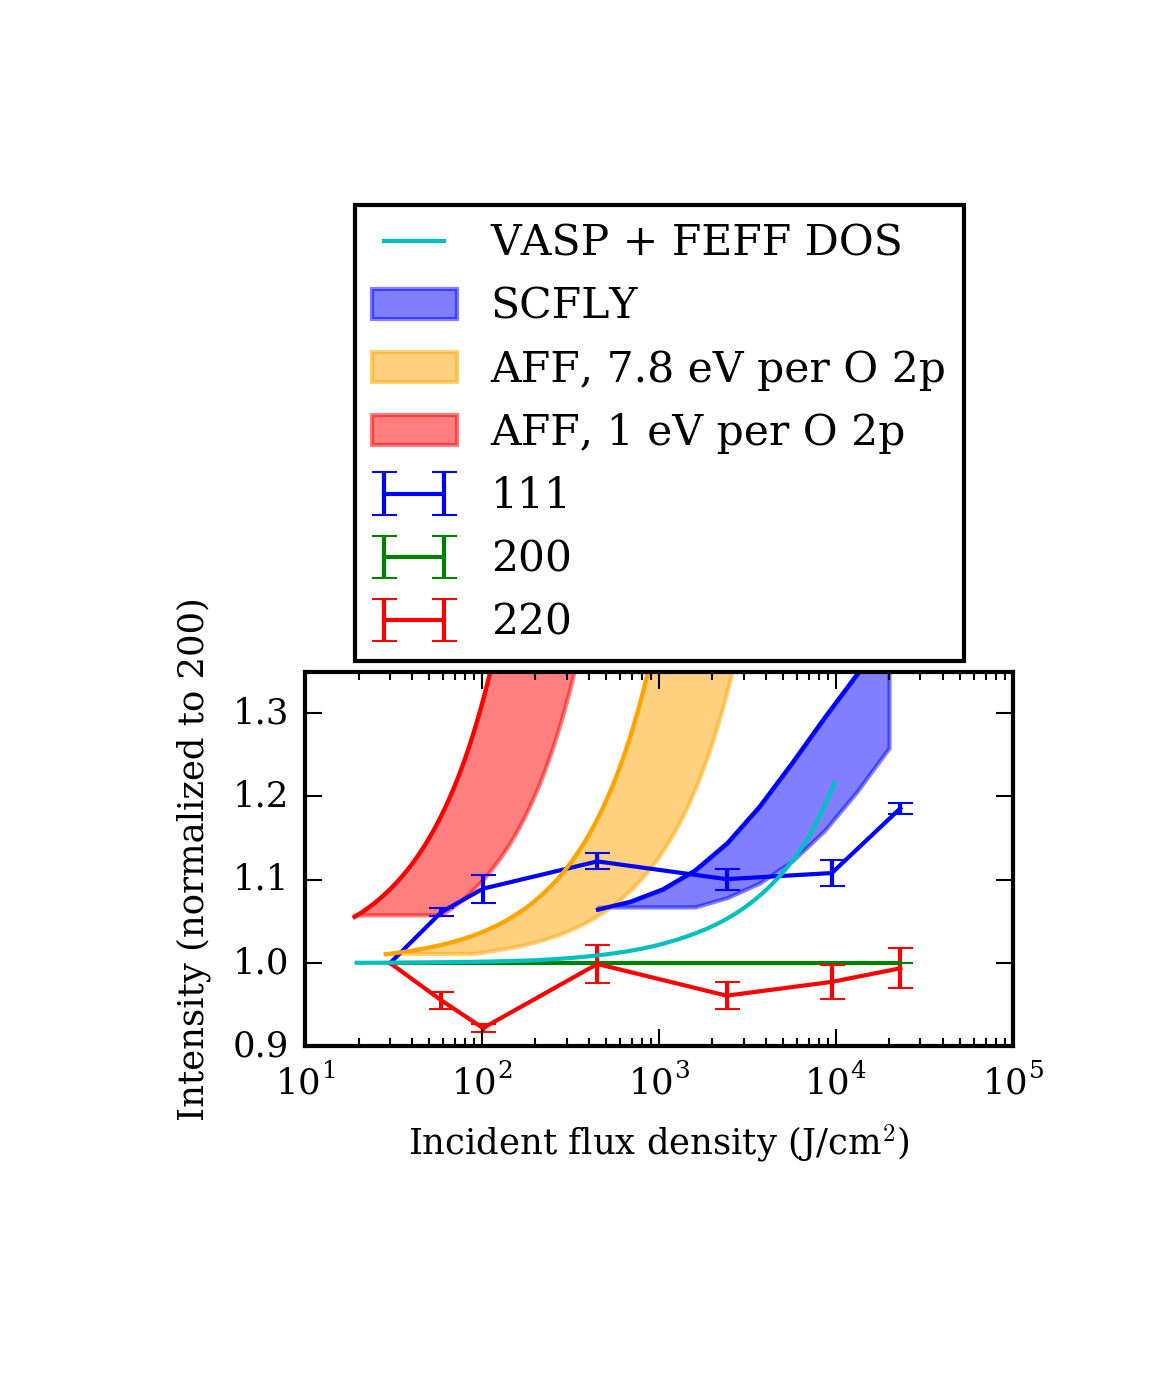 VASP + FEFF DOS
SCFLY
AFF, 7.8 eV per O 2p
AFF, 1 eV per O 2p
111
200
220
Intensity (normalized to 200)
1.3
1.2
1.1
1.0
0.9
10¹ 10² 10³ 10⁴ 10⁵
Incident flux density (J/cm²)